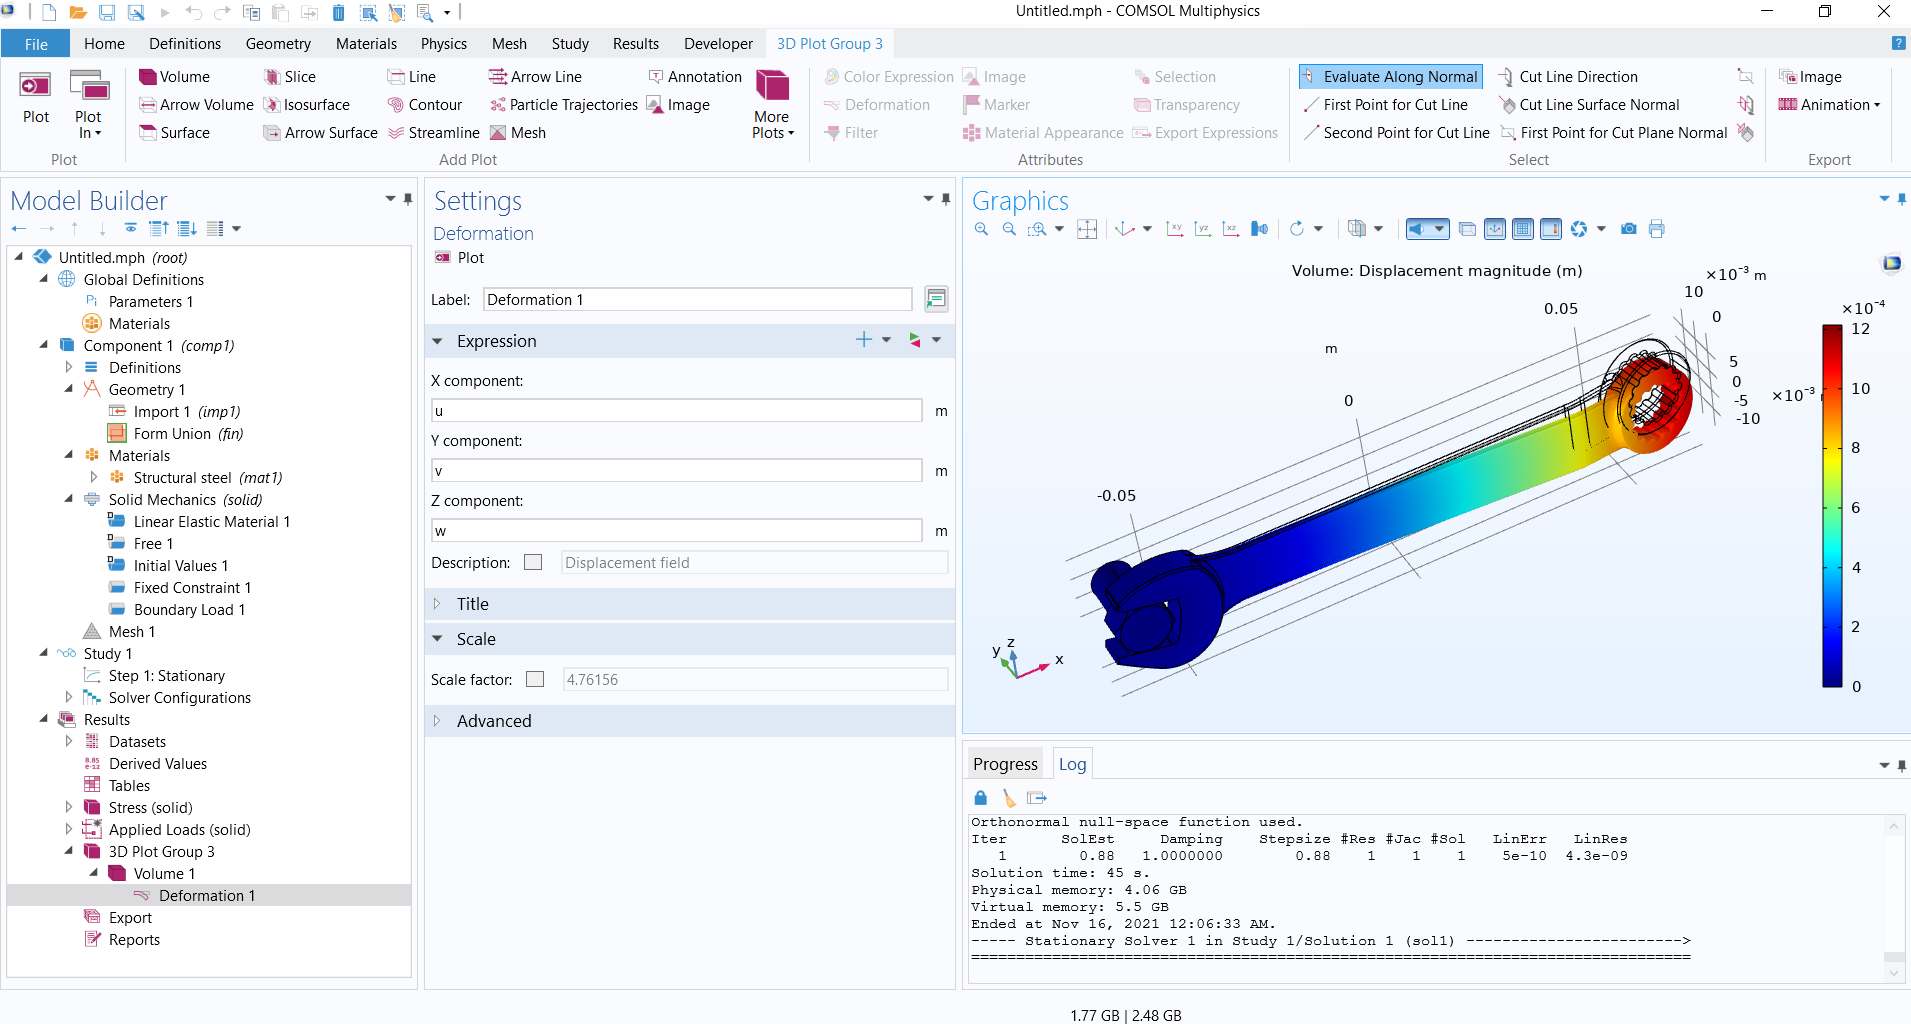 Untitled.mph - COMSOL Multiphysics
File Home Definitions Geometry Materials Physics Mesh Study Results Developer 3D Plot Group 3
Plot
Plot In
Plot
Volume Slice Line Arrow Line Annotation
Arrow Volume Isosurface Contour Particle Trajectories Image
Surface Arrow Surface Streamline Mesh
More Plots
Add Plot
Color Expression Image Selection
Deformation Marker Transparency
Filter Material Appearance Export Expressions
Attributes
Evaluate Along Normal Cut Line Direction
First Point for Cut Line Cut Line Surface Normal
Second Point for Cut Line First Point for Cut Plane Normal
Select
Image
Animation
Export
Model Builder
Untitled.mph (root)
Global Definitions
Pi Parameters 1
Materials
Component 1 (comp1)
Definitions
Geometry 1
Import 1 (imp1)
Form Union (fin)
Materials
Structural steel (mat1)
Solid Mechanics (solid)
D Linear Elastic Material 1
D Free 1
D Initial Values 1
Fixed Constraint 1
Boundary Load 1
Mesh 1
Study 1
Step 1: Stationary
Solver Configurations
Results
Datasets
8.85 e-12 Derived Values
Tables
Stress (solid)
Applied Loads (solid)
3D Plot Group 3
Volume 1
Deformation 1
Export
Reports
Settings
Deformation
Plot
Label: Deformation 1
Expression
X component:
u m
Y component:
v m
Z component:
w m
Description: Displacement field
Title
Scale
Scale factor: 4.76156
Advanced
Graphics
xy yz xz
Volume: Displacement magnitude (m)
×10⁻³ m
10
0
0.05
m
0
-0.05
5
0
-5
-10
×10⁻³
×10⁻⁴
12
10
8
6
4
2
0
y z x
Progress Log
Orthonormal null-space function used.
Iter SolEst Damping Stepsize #Res #Jac #Sol LinErr LinRes
1 0.88 1.0000000 0.88 1 1 1 5e-10 4.3e-09
Solution time: 45 s.
Physical memory: 4.06 GB
Virtual memory: 5.5 GB
Ended at Nov 16, 2021 12:06:33 AM.
----- Stationary Solver 1 in Study 1/Solution 1 (sol1) ------------------------>
================================================================================
1.77 GB | 2.48 GB